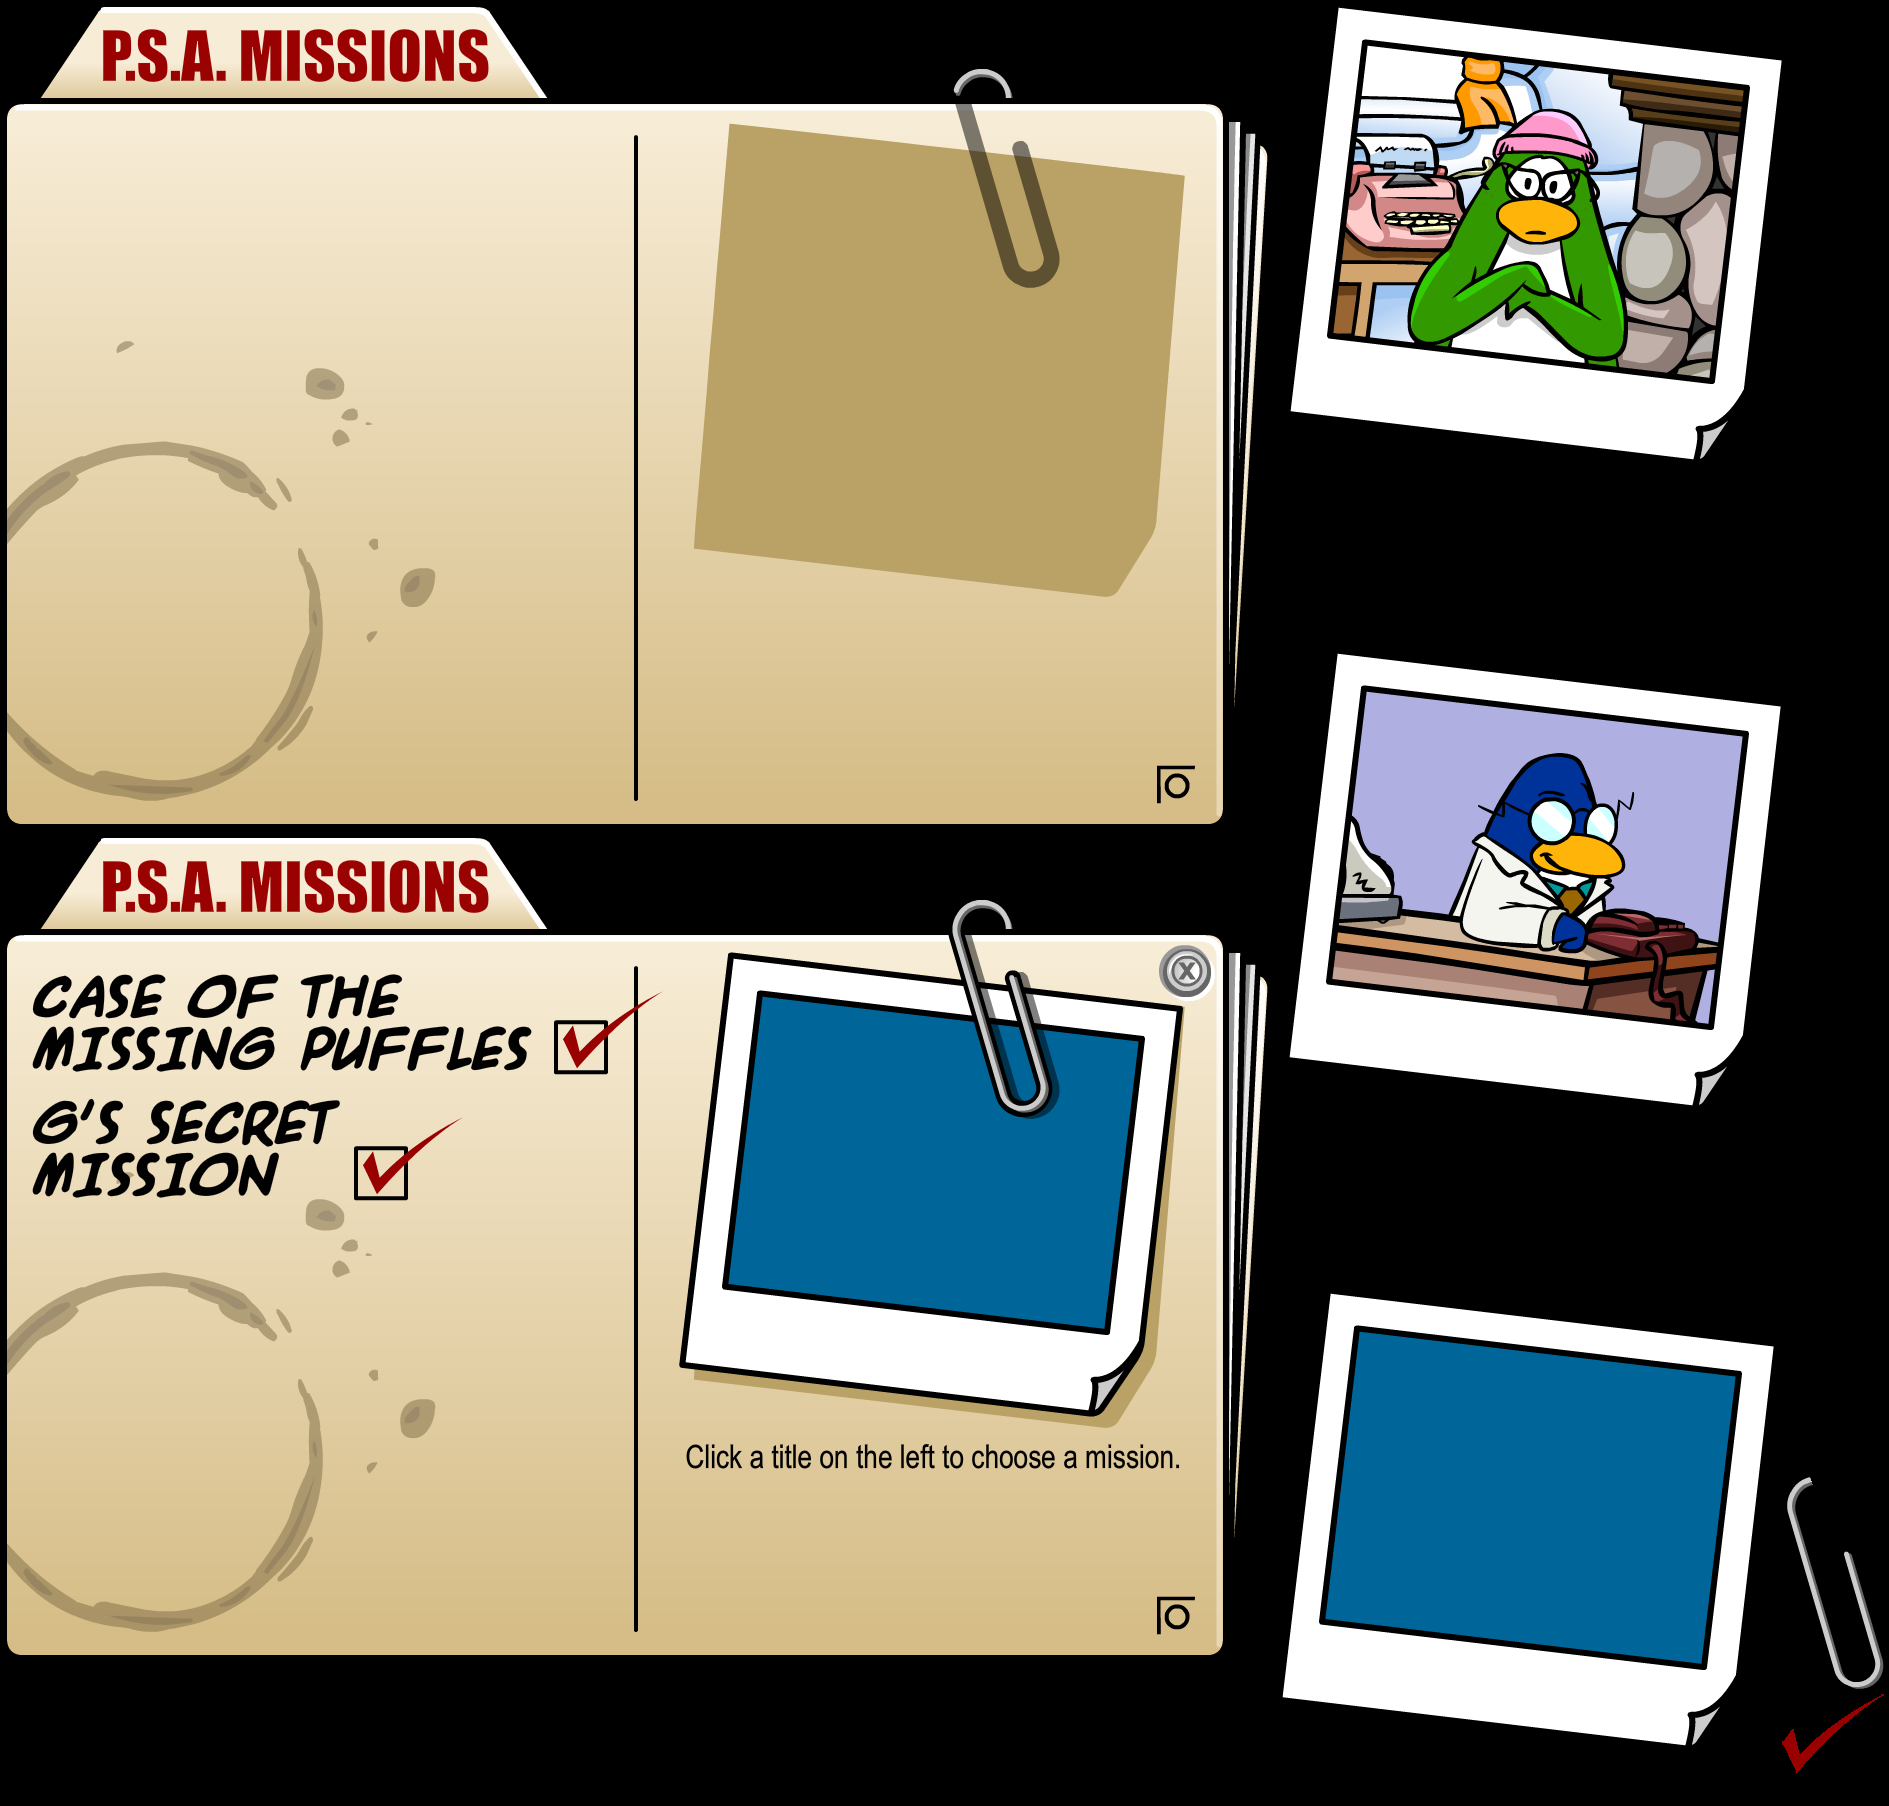 P.S.A. MISSIONS
P.S.A. MISSIONS
CASE OF THE
MISSING PUFFLES
G'S SECRET
MISSION
X
Click a title on the left to choose a mission.